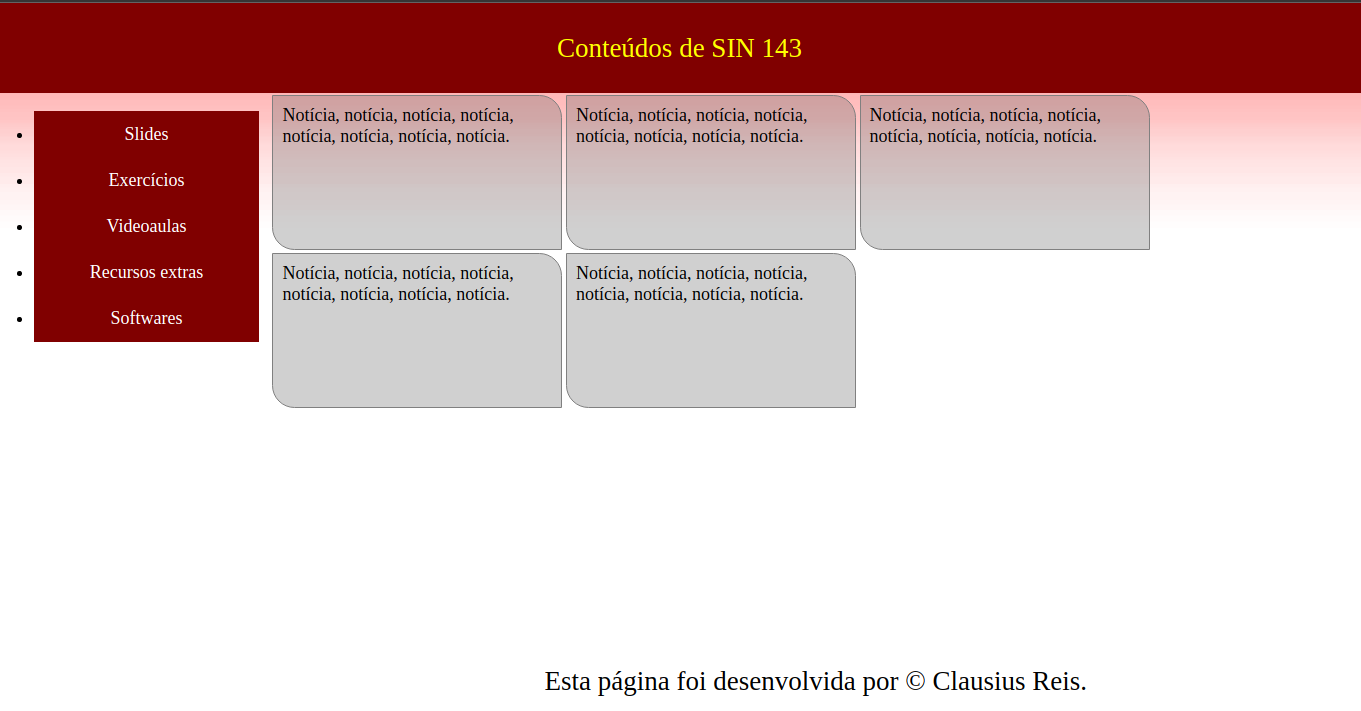 Conteúdos de SIN 143
Slides
Exercícios
Videoaulas
Recursos extras
Softwares
Notícia, notícia, notícia, notícia,
notícia, notícia, notícia, notícia.
Notícia, notícia, notícia, notícia,
notícia, notícia, notícia, notícia.
Notícia, notícia, notícia, notícia,
notícia, notícia, notícia, notícia.
Notícia, notícia, notícia, notícia,
notícia, notícia, notícia, notícia.
Notícia, notícia, notícia, notícia,
notícia, notícia, notícia, notícia.
Esta página foi desenvolvida por © Clausius Reis.